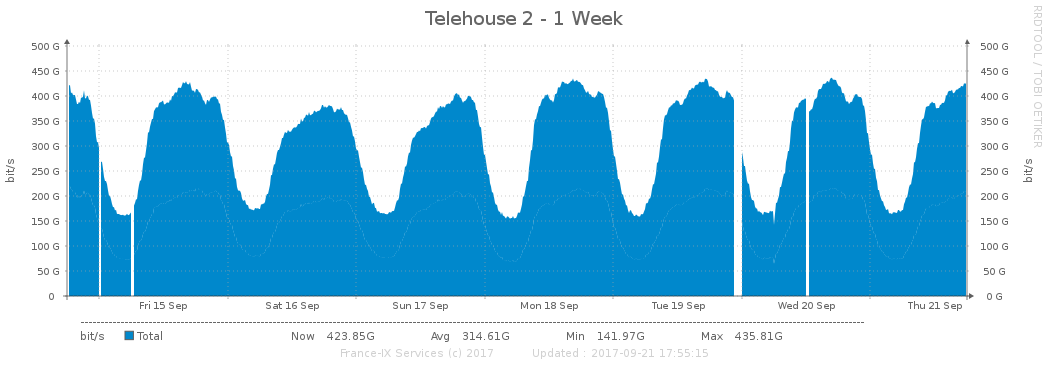 Telehouse 2 - 1 Week
RRDTOOL / TOBI OETIKER
500 G 500 G
450 G 450 G
400 G 400 G
350 G 350 G
300 G 300 G
250 G 250 G
200 G 200 G
150 G 150 G
100 G 100 G
50 G 50 G
0 0 G
bit/s bit/s
Fri 15 Sep Sat 16 Sep Sun 17 Sep Mon 18 Sep Tue 19 Sep Wed 20 Sep Thu 21 Sep
bit/s Total Now 423.85G Avg 314.61G Min 141.97G Max 435.81G
France-IX Services (c) 2017 Updated : 2017-09-21 17:55:15